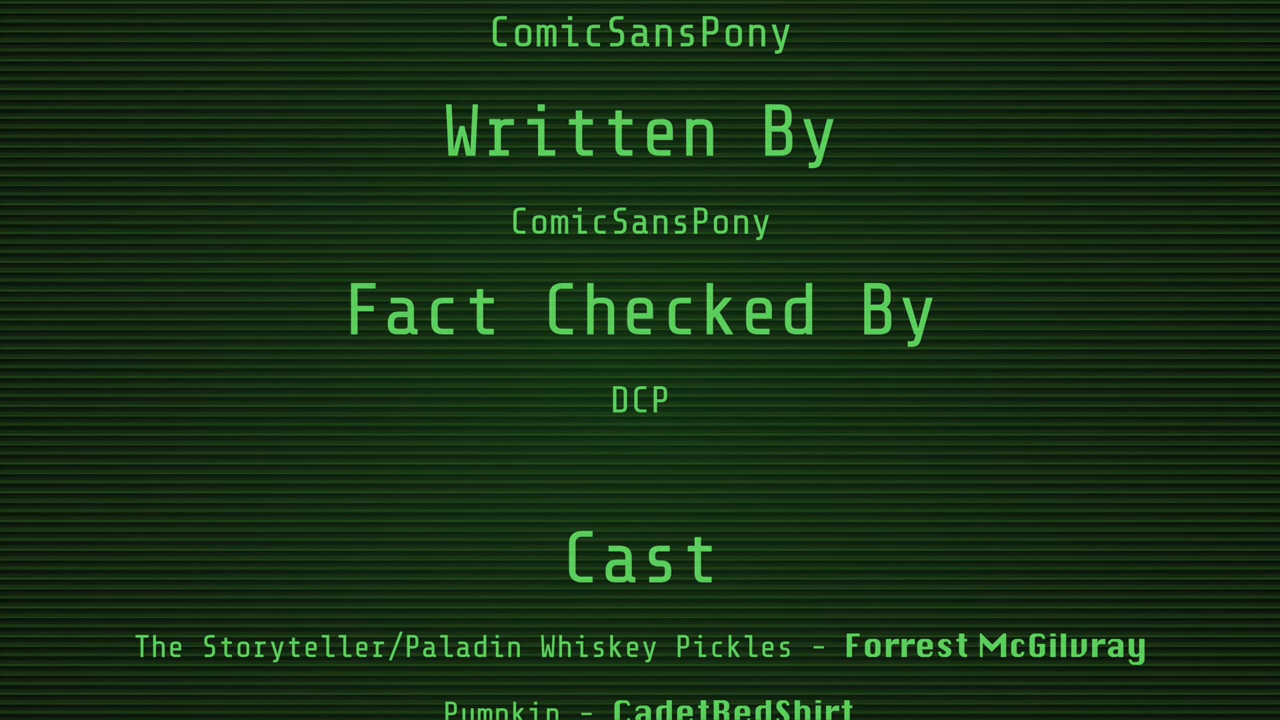 ComicSansPony
Written By
ComicSansPony
Fact Checked By
DCP
Cast
The Storyteller/Paladin Whiskey Pickles - Forrest McGilvray
Pumpkin - CadetRedShirt